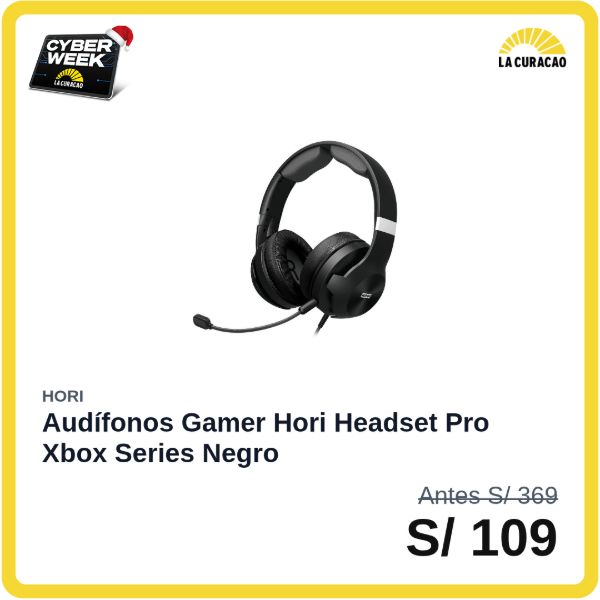 CYBER
WEEK
LA CURACAO
LA CURACAO
HORI
Audífonos Gamer Hori Headset Pro
Xbox Series Negro
Antes S/ 369
S/ 109